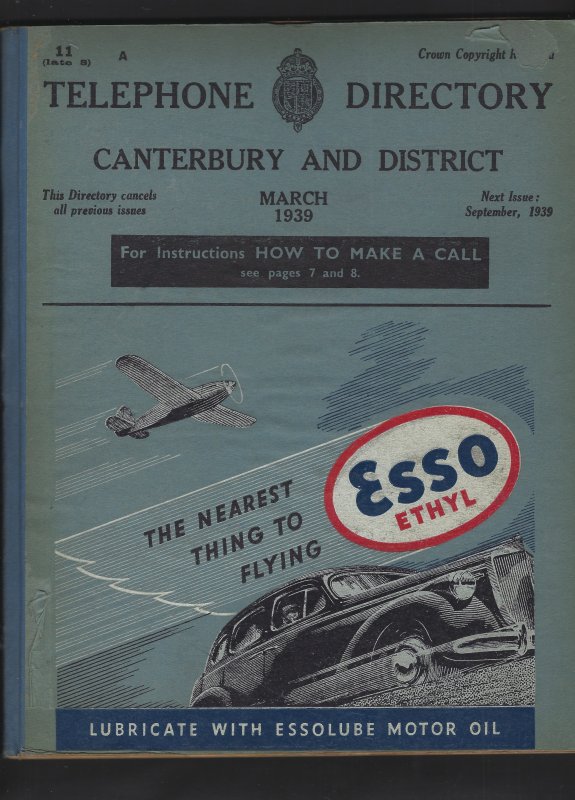 11 A Crown Copyright
(late 8)
TELEPHONE DIRECTORY
CANTERBURY AND DISTRICT
This Directory cancels
all previous issues
MARCH
1939
Next Issue:
September, 1939
For Instructions HOW TO MAKE A CALL
see pages 7 and 8.
ESSO
ETHYL
THE NEAREST
THING TO
FLYING
LUBRICATE WITH ESSOLUBE MOTOR OIL